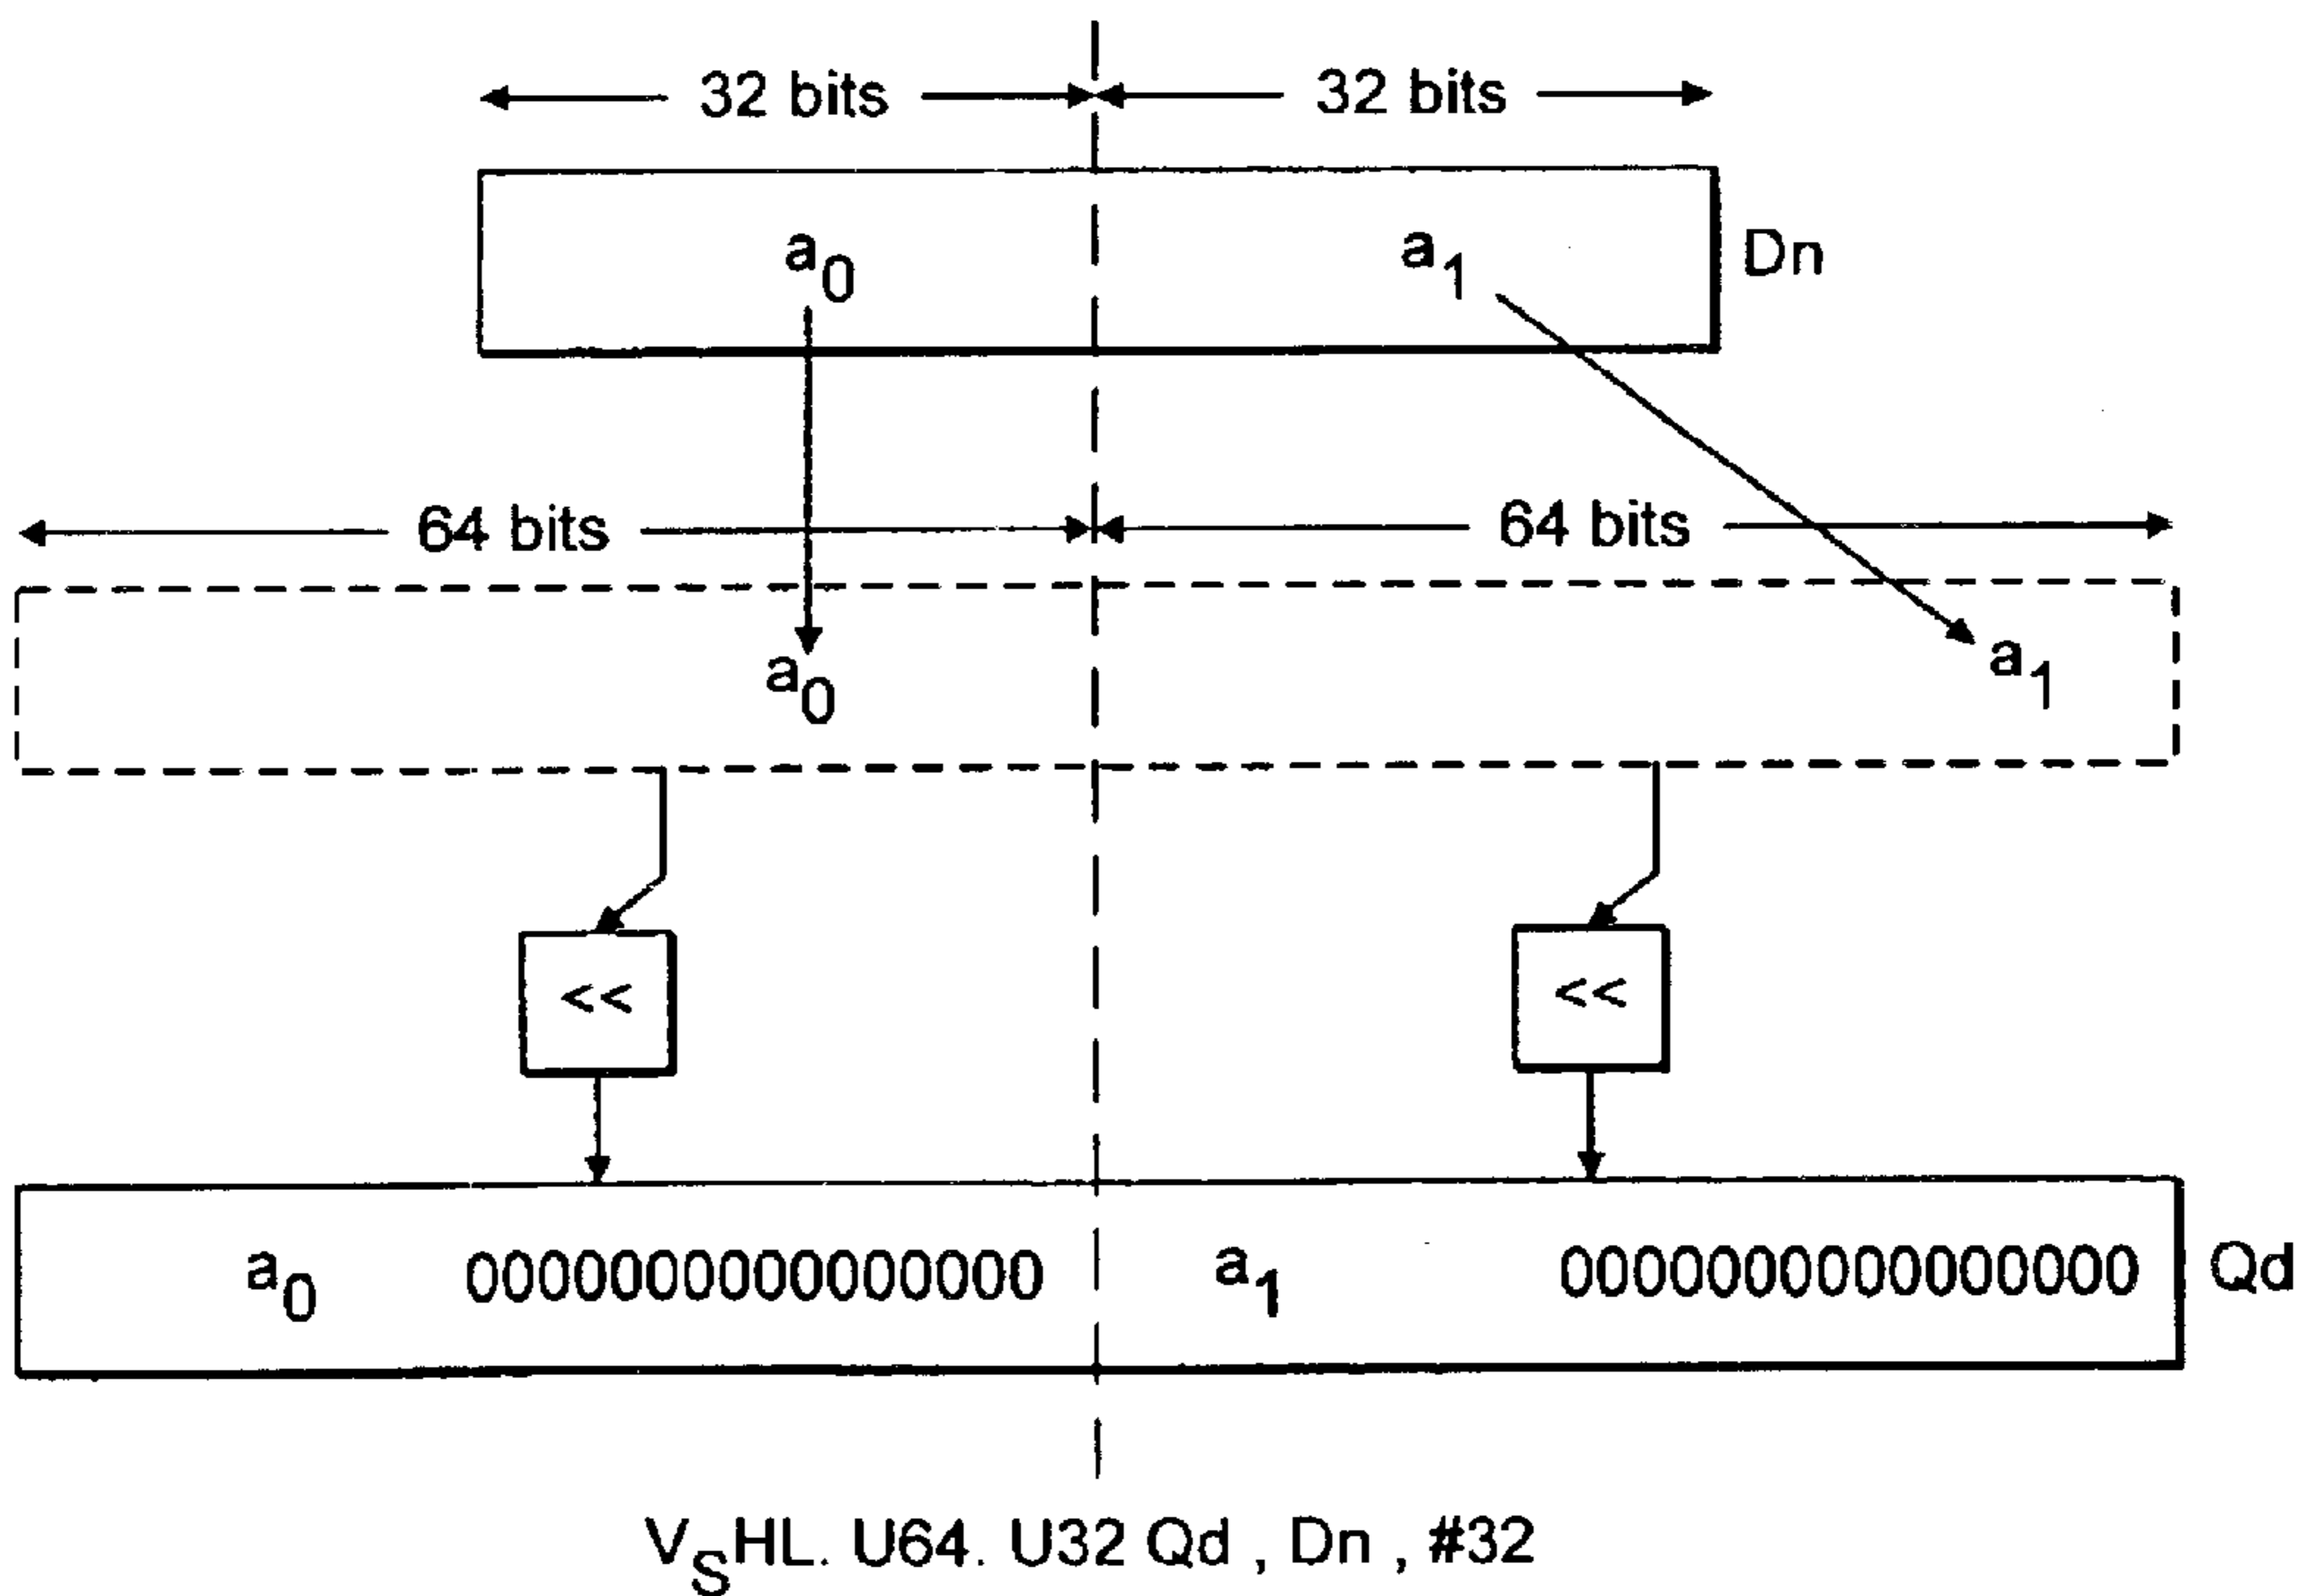 32 bits 32 bits
a0 a1 Dn
64 bits 64 bits
a0 a1
<< <<
a0 0000000000000000 a1 0000000000000000 Qd
VSHL. U64. U32 Qd , Dn , #32